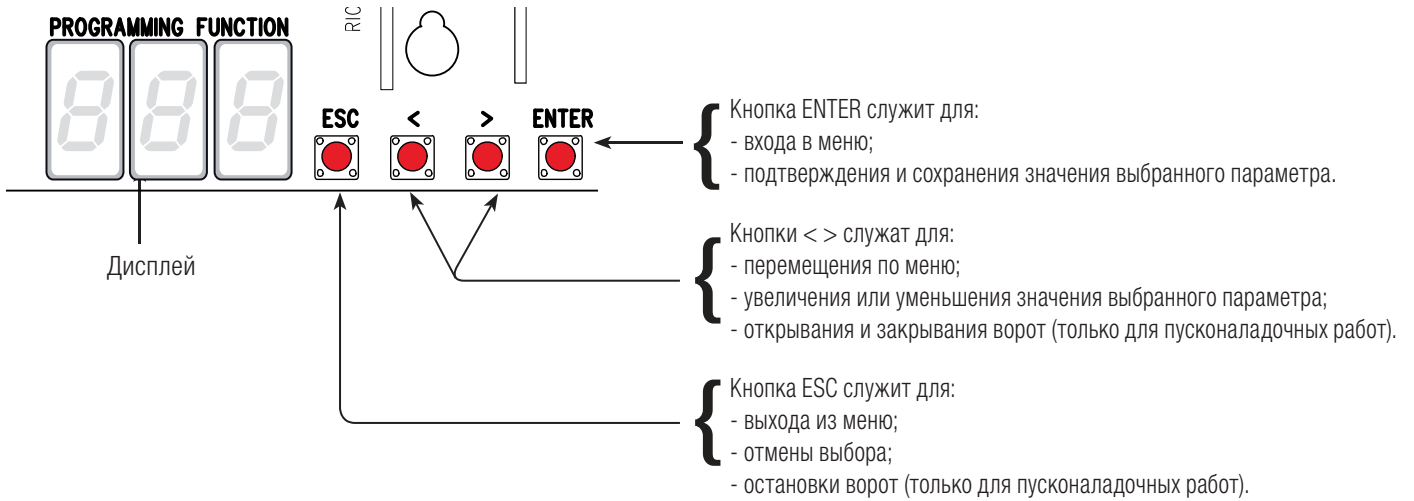 PROGRAMMING FUNCTION
RIC
ESC < > ENTER
Дисплей
Кнопка ENTER служит для:
- входа в меню;
- подтверждения и сохранения значения выбранного параметра.
Кнопки < > служат для:
- перемещения по меню;
- увеличения или уменьшения значения выбранного параметра;
- открывания и закрывания ворот (только для пусконаладочных работ).
Кнопка ESC служит для:
- выхода из меню;
- отмены выбора;
- остановки ворот (только для пусконаладочных работ).